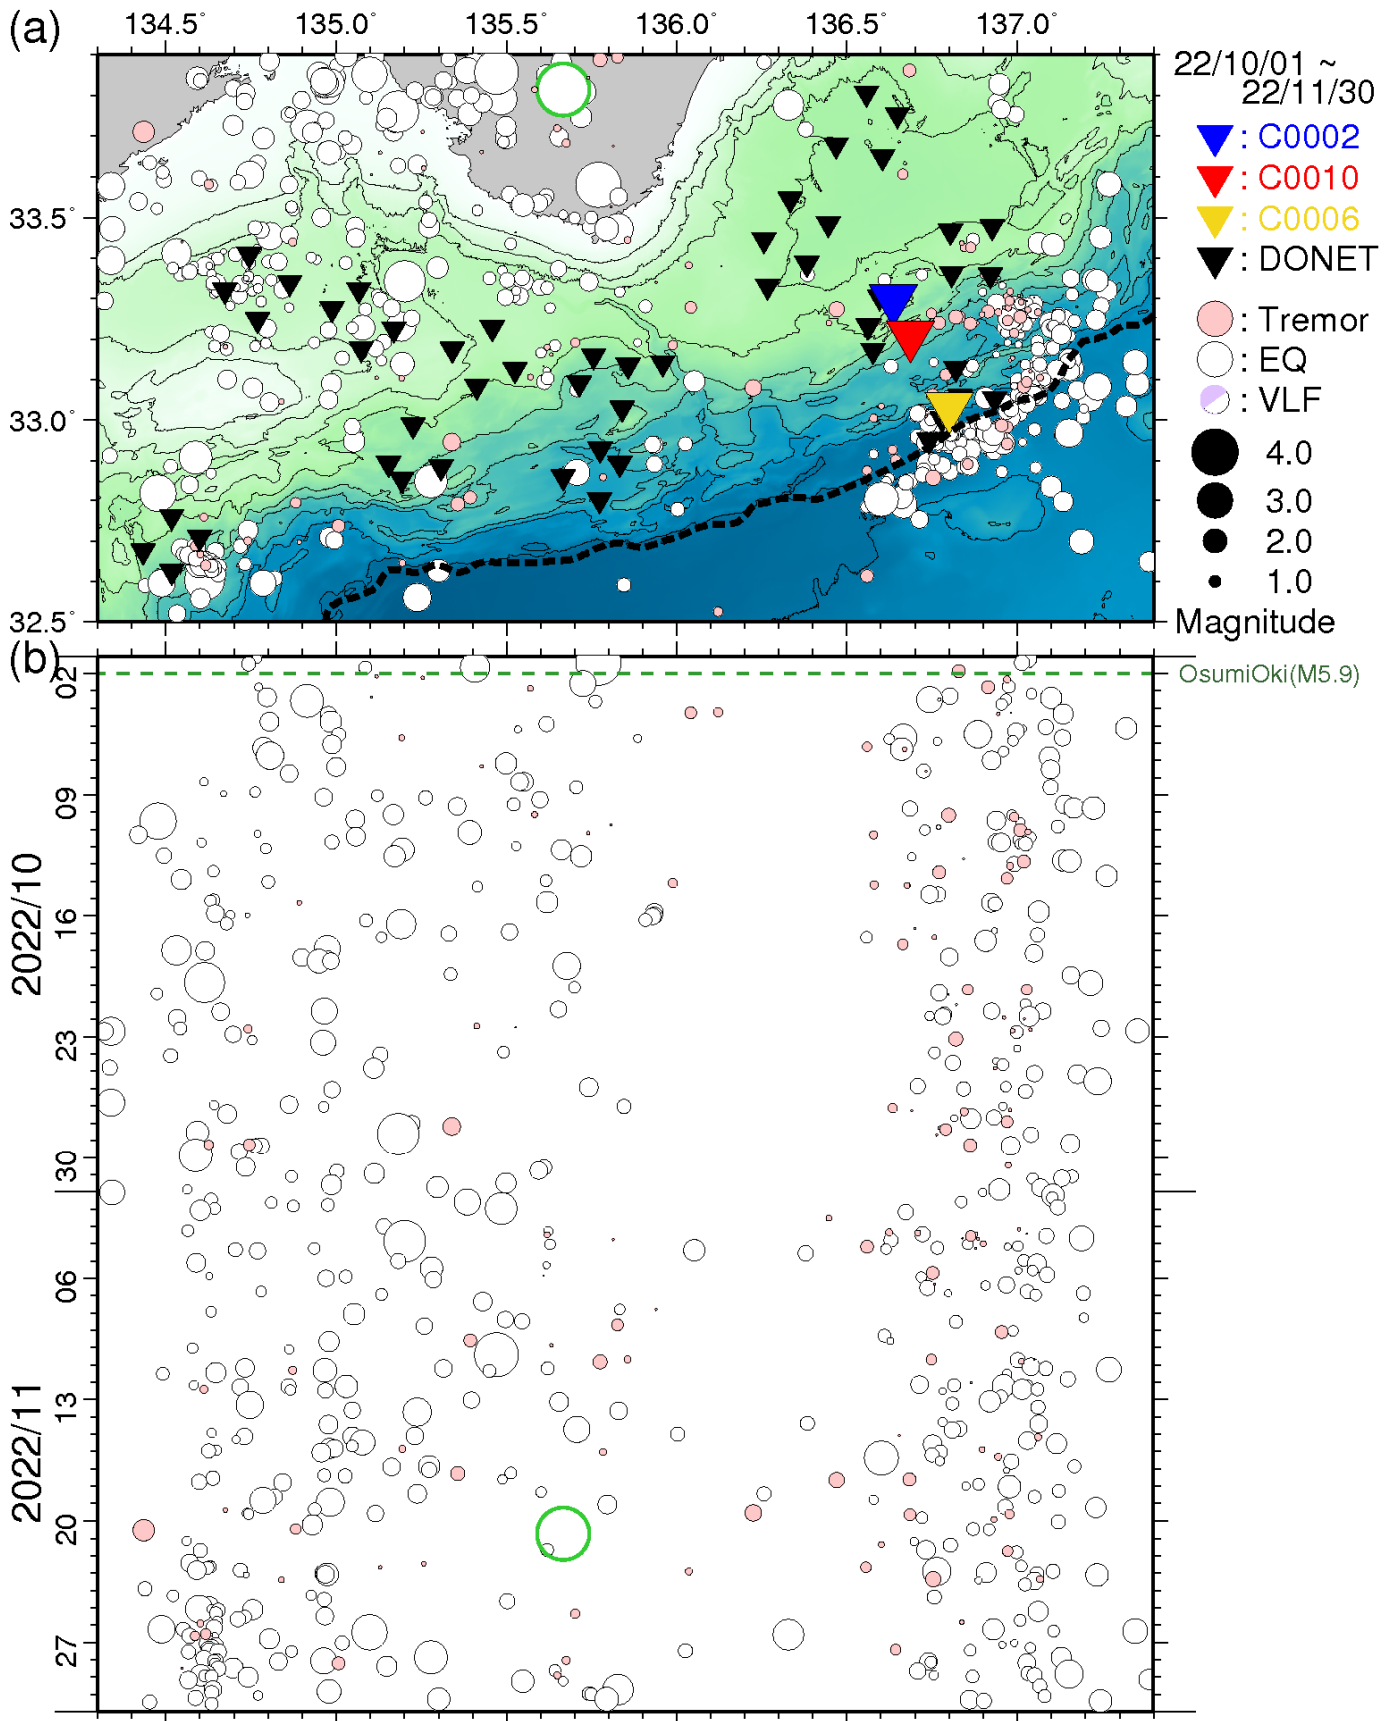 (a)
134.5°
135.0°
135.5°
136.0°
136.5°
137.0°
33.5°
33.0°
32.5°
22/10/01 ~
22/11/30
: C0002
: C0010
: C0006
: DONET
: Tremor
: EQ
: VLF
4.0
3.0
2.0
1.0
Magnitude
(b)
OsumiOki(M5.9)
02
09
16
23
30
06
13
20
27
2022/10
2022/11